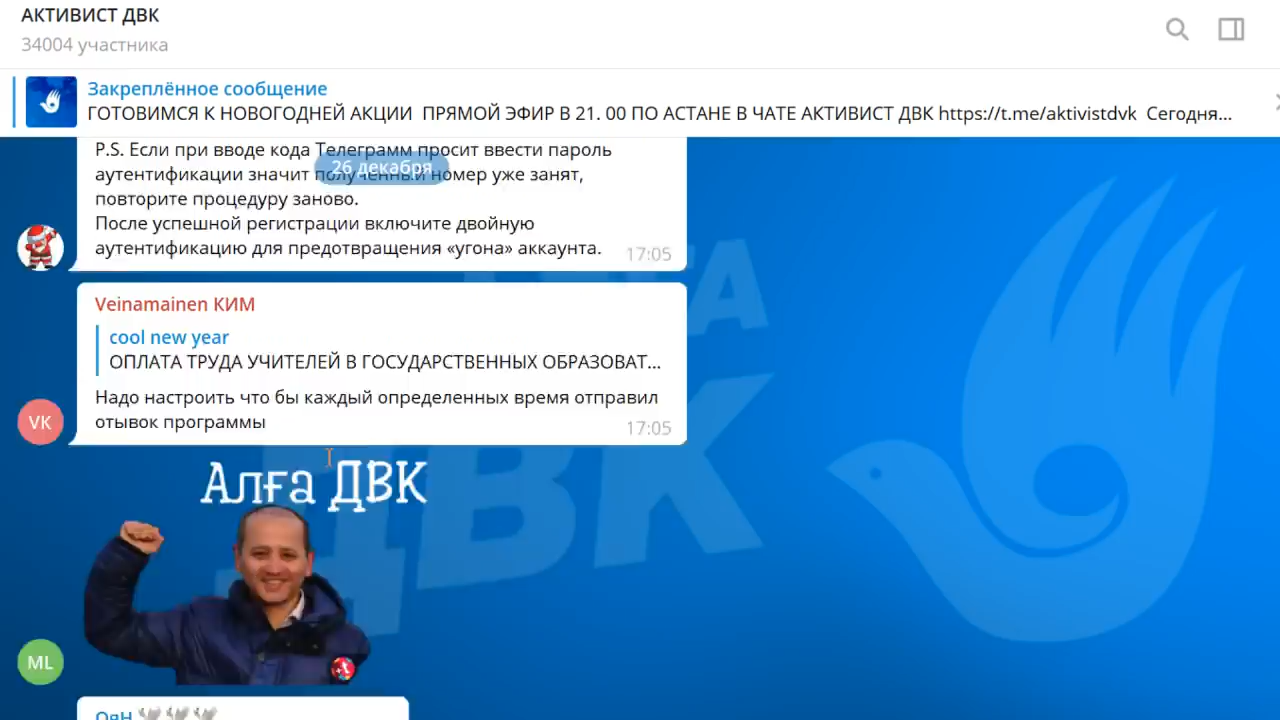 АКТИВИСТ ДВК
34004 участника
Закреплённое сообщение
ГОТОВИМСЯ К НОВОГОДНЕЙ АКЦИИ ПРЯМОЙ ЭФИР В 21. 00 ПО АСТАНЕ В ЧАТЕ АКТИВИСТ ДВК https://t.me/aktivistdvk Сегодня...
P.S. Если при вводе кода Телеграмм просит ввести пароль
26 декабря
аутентификации значит полученный номер уже занят,
повторите процедуру заново.
После успешной регистрации включите двойную
аутентификацию для предотвращения «угона» аккаунта.
17:05
Veinamainen КИМ
cool new year
ОПЛАТА ТРУДА УЧИТЕЛЕЙ В ГОСУДАРСТВЕННЫХ ОБРАЗОВАТ...
Надо настроить что бы каждый определенных время отправил
отывок программы
17:05
VK
Алға ДВК
ДВК
ML
ОяН